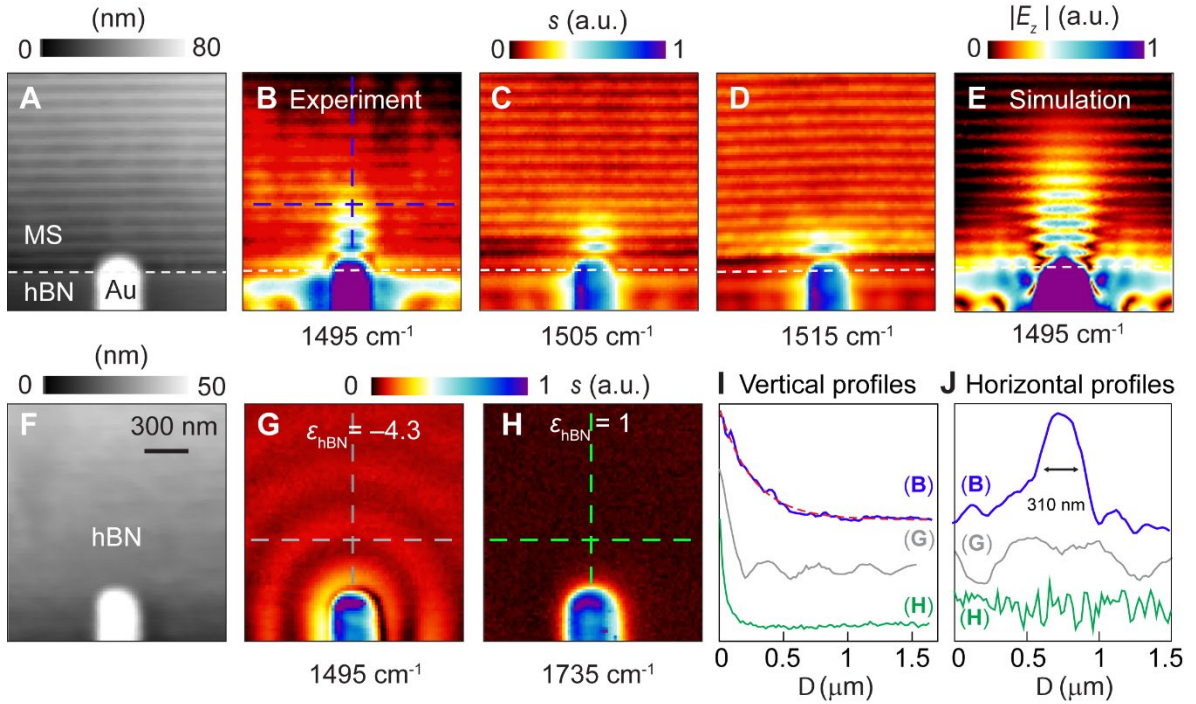 (nm)
0 80
s (a.u.)
0 1
|E_z| (a.u.)
0 1
A
MS
hBN
Au
B Experiment
1495 cm⁻¹
C
1505 cm⁻¹
D
1515 cm⁻¹
E Simulation
1495 cm⁻¹
(nm)
0 50
0 1 s (a.u.)
F
300 nm
hBN
G
ε_hBN = –4.3
1495 cm⁻¹
H
ε_hBN = 1
1735 cm⁻¹
I Vertical profiles
(B)
(G)
(H)
0 0.5 1 1.5
D (μm)
J Horizontal profiles
(B)
310 nm
(G)
(H)
0 0.5 1 1.5
D (μm)